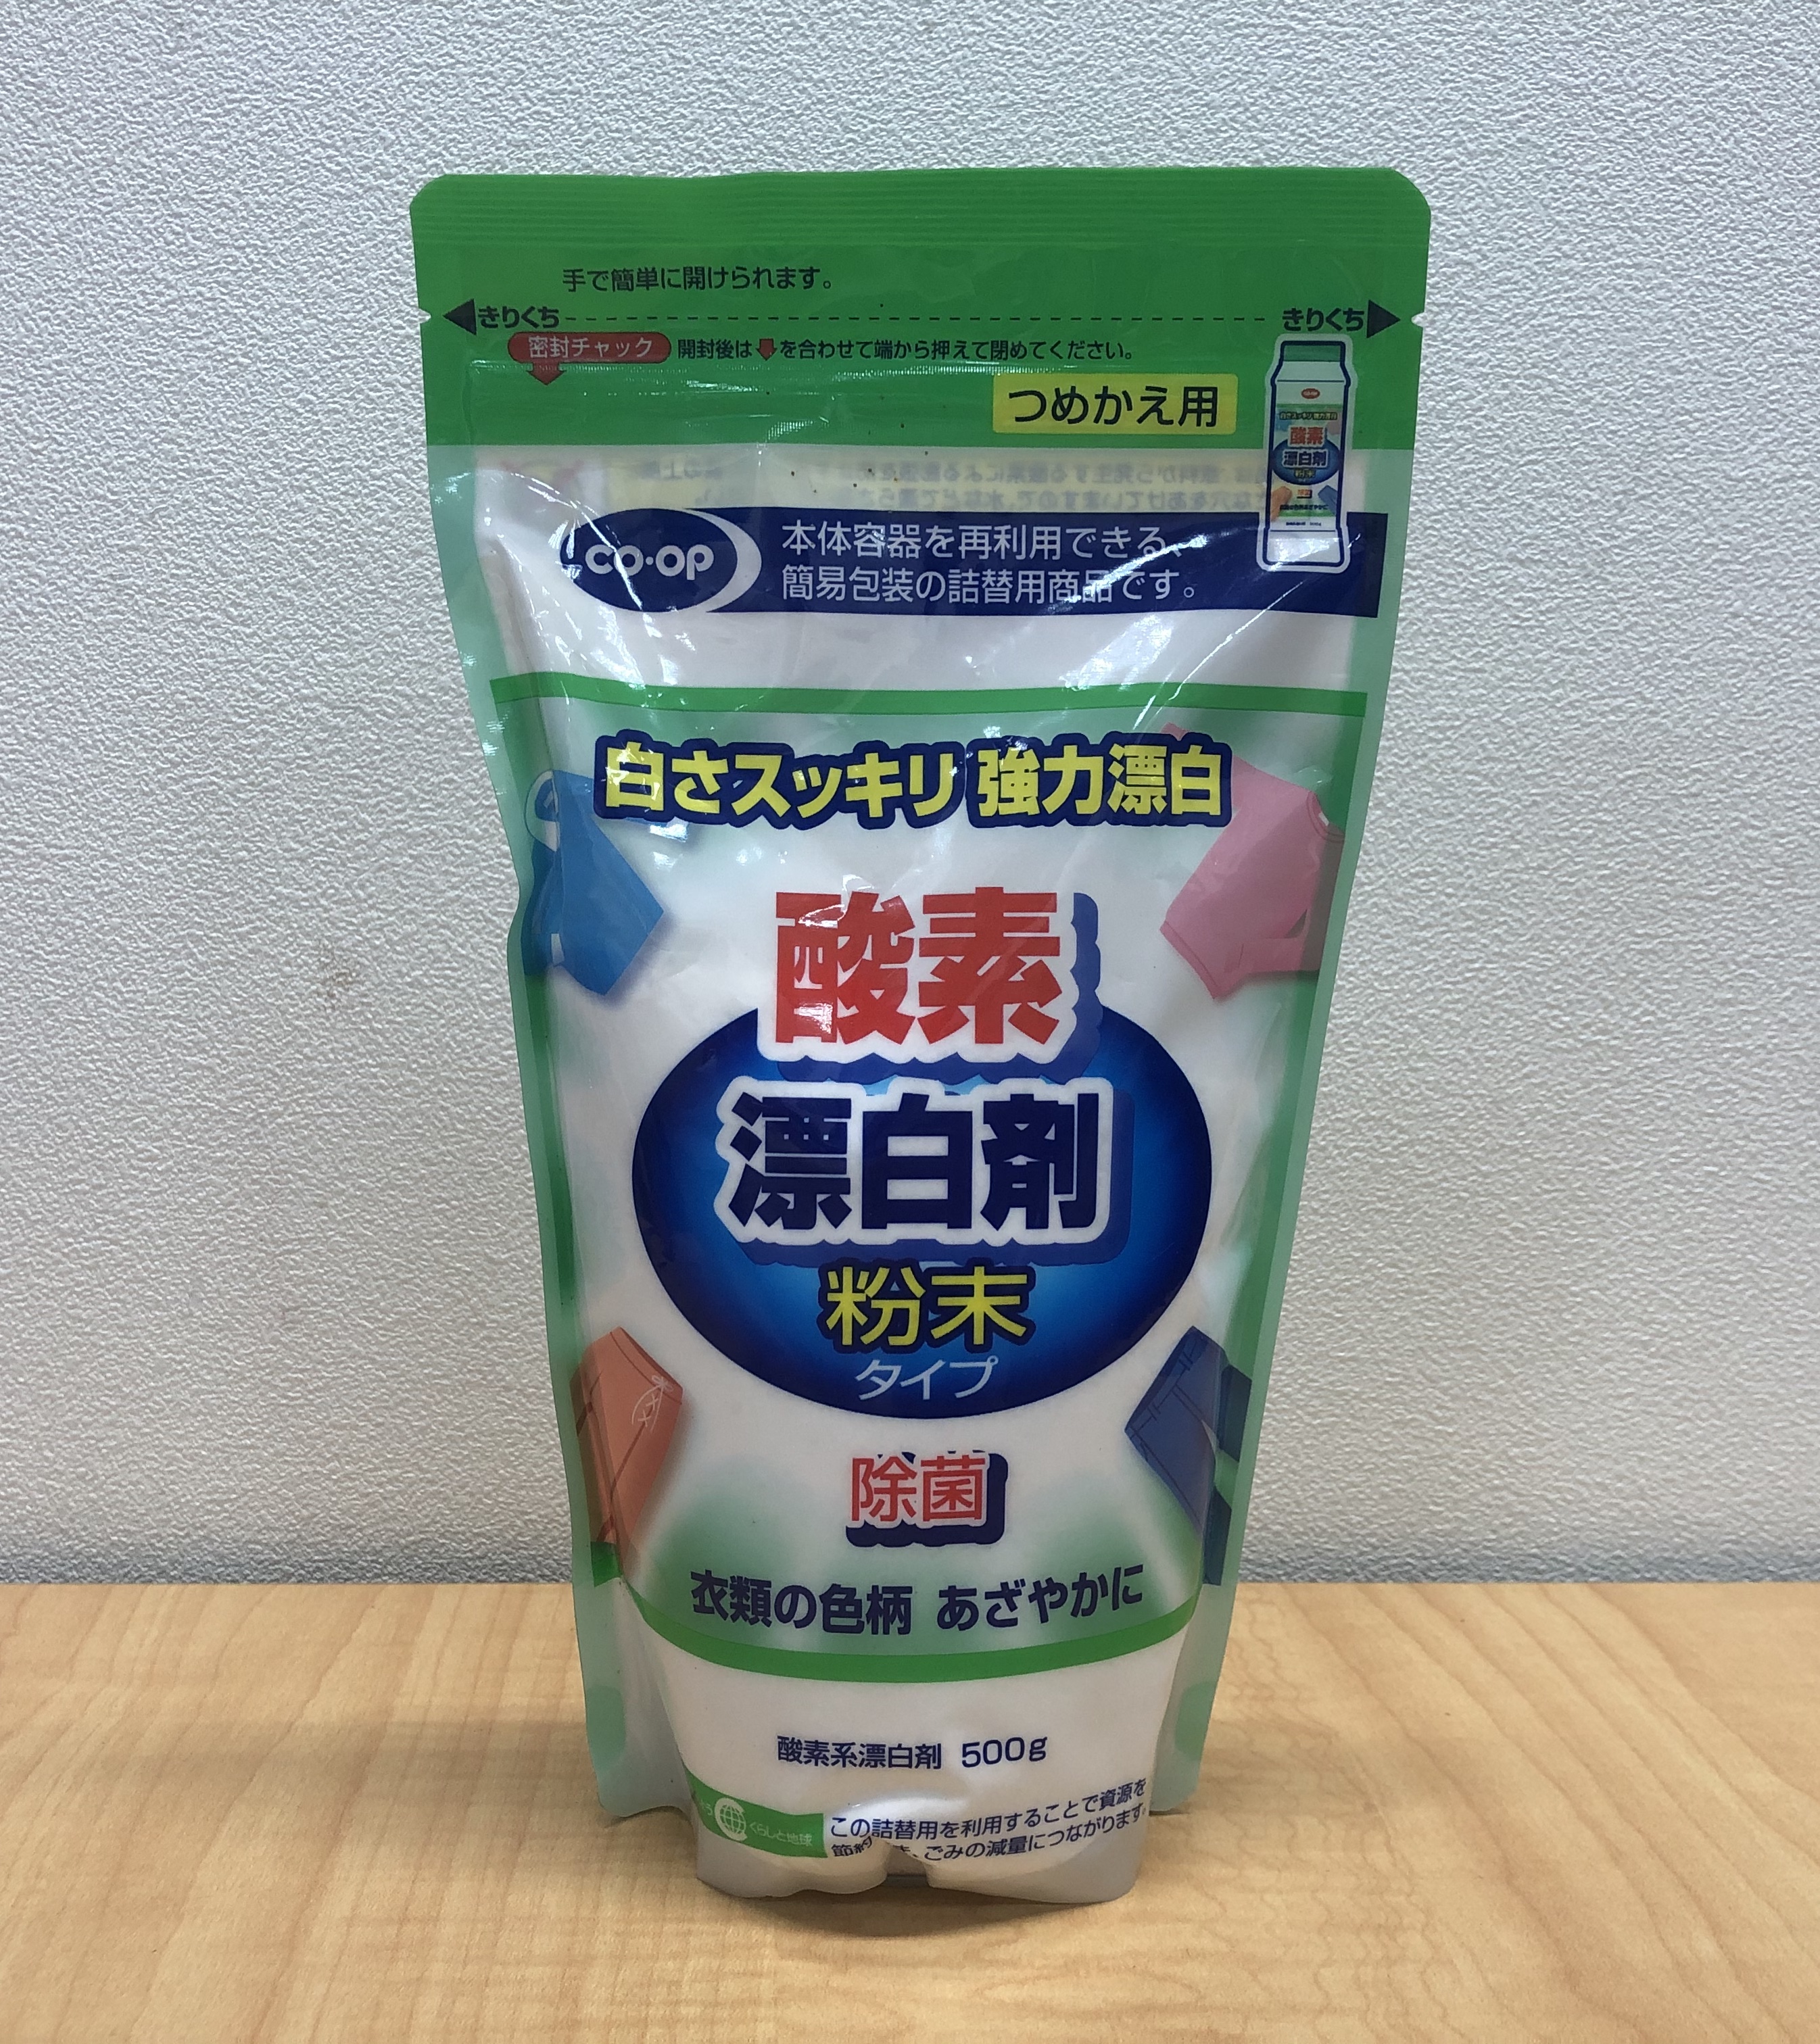 手で簡単に開けられます。
きりくち
きりくち
密封チャック 開封後は を合わせて端から押えて閉めてください。
つめかえ用
酸素
漂白剤
co・op
本体容器を再利用できる、
簡易包装の詰替用商品です。
白さスッキリ 強力漂白
酸素
漂白剤
粉末
タイプ
除菌
衣類の色柄 あざやかに
酸素系漂白剤 500g
くらしと地球
この詰替用を利用することで資源を
節約 、ごみの減量につながります。